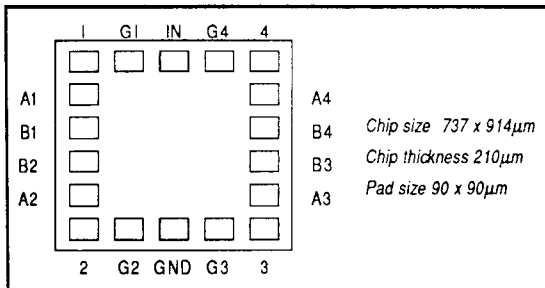 1 G1 IN G4 4
A1 A4
B1 B4 Chip size 737 x 914μm
B2 B3 Chip thickness 210μm
A2 A3 Pad size 90 x 90μm
2 G2 GND G3 3